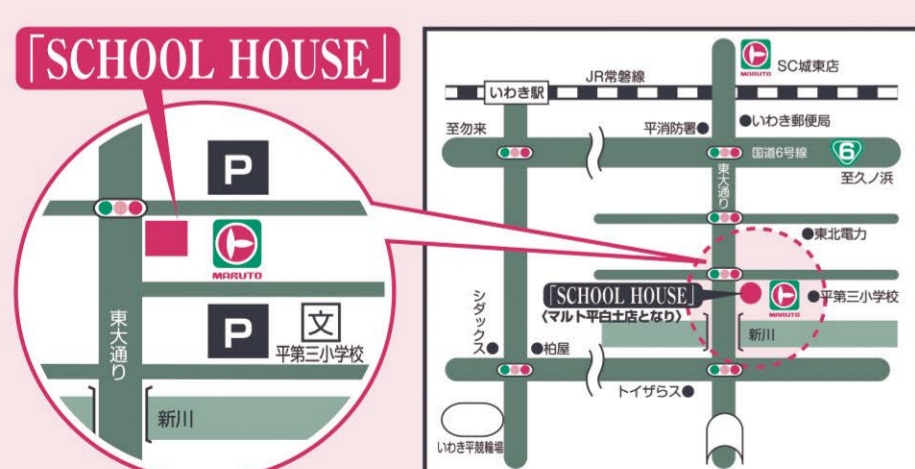 「SCHOOL HOUSE」
P
MARUTO
P
文
平第三小学校
東大通り
新川
MARUTO
SC城東店
JR常磐線
いわき駅
至勿来
平消防署
いわき郵便局
国道6号線
6
至久ノ浜
東大通り
東北電力
「SCHOOL HOUSE」
〈マルト平白土店となり〉
MARUTO
平第三小学校
新川
シダックス
柏屋
トイザらス
いわき平競輪場